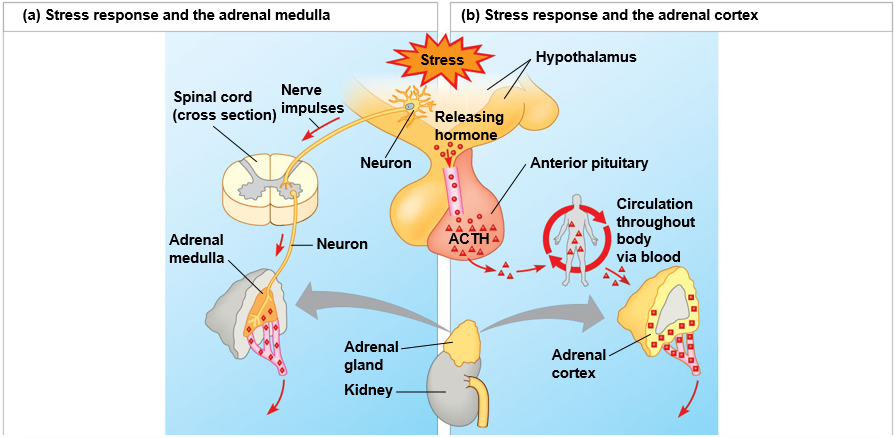 (a) Stress response and the adrenal medulla
(b) Stress response and the adrenal cortex
Stress
Hypothalamus
Spinal cord
(cross section)
Nerve
impulses
Neuron
Releasing
hormone
Anterior pituitary
Adrenal
medulla
Neuron
ACTH
Circulation
throughout
body
via blood
Adrenal
gland
Kidney
Adrenal
cortex